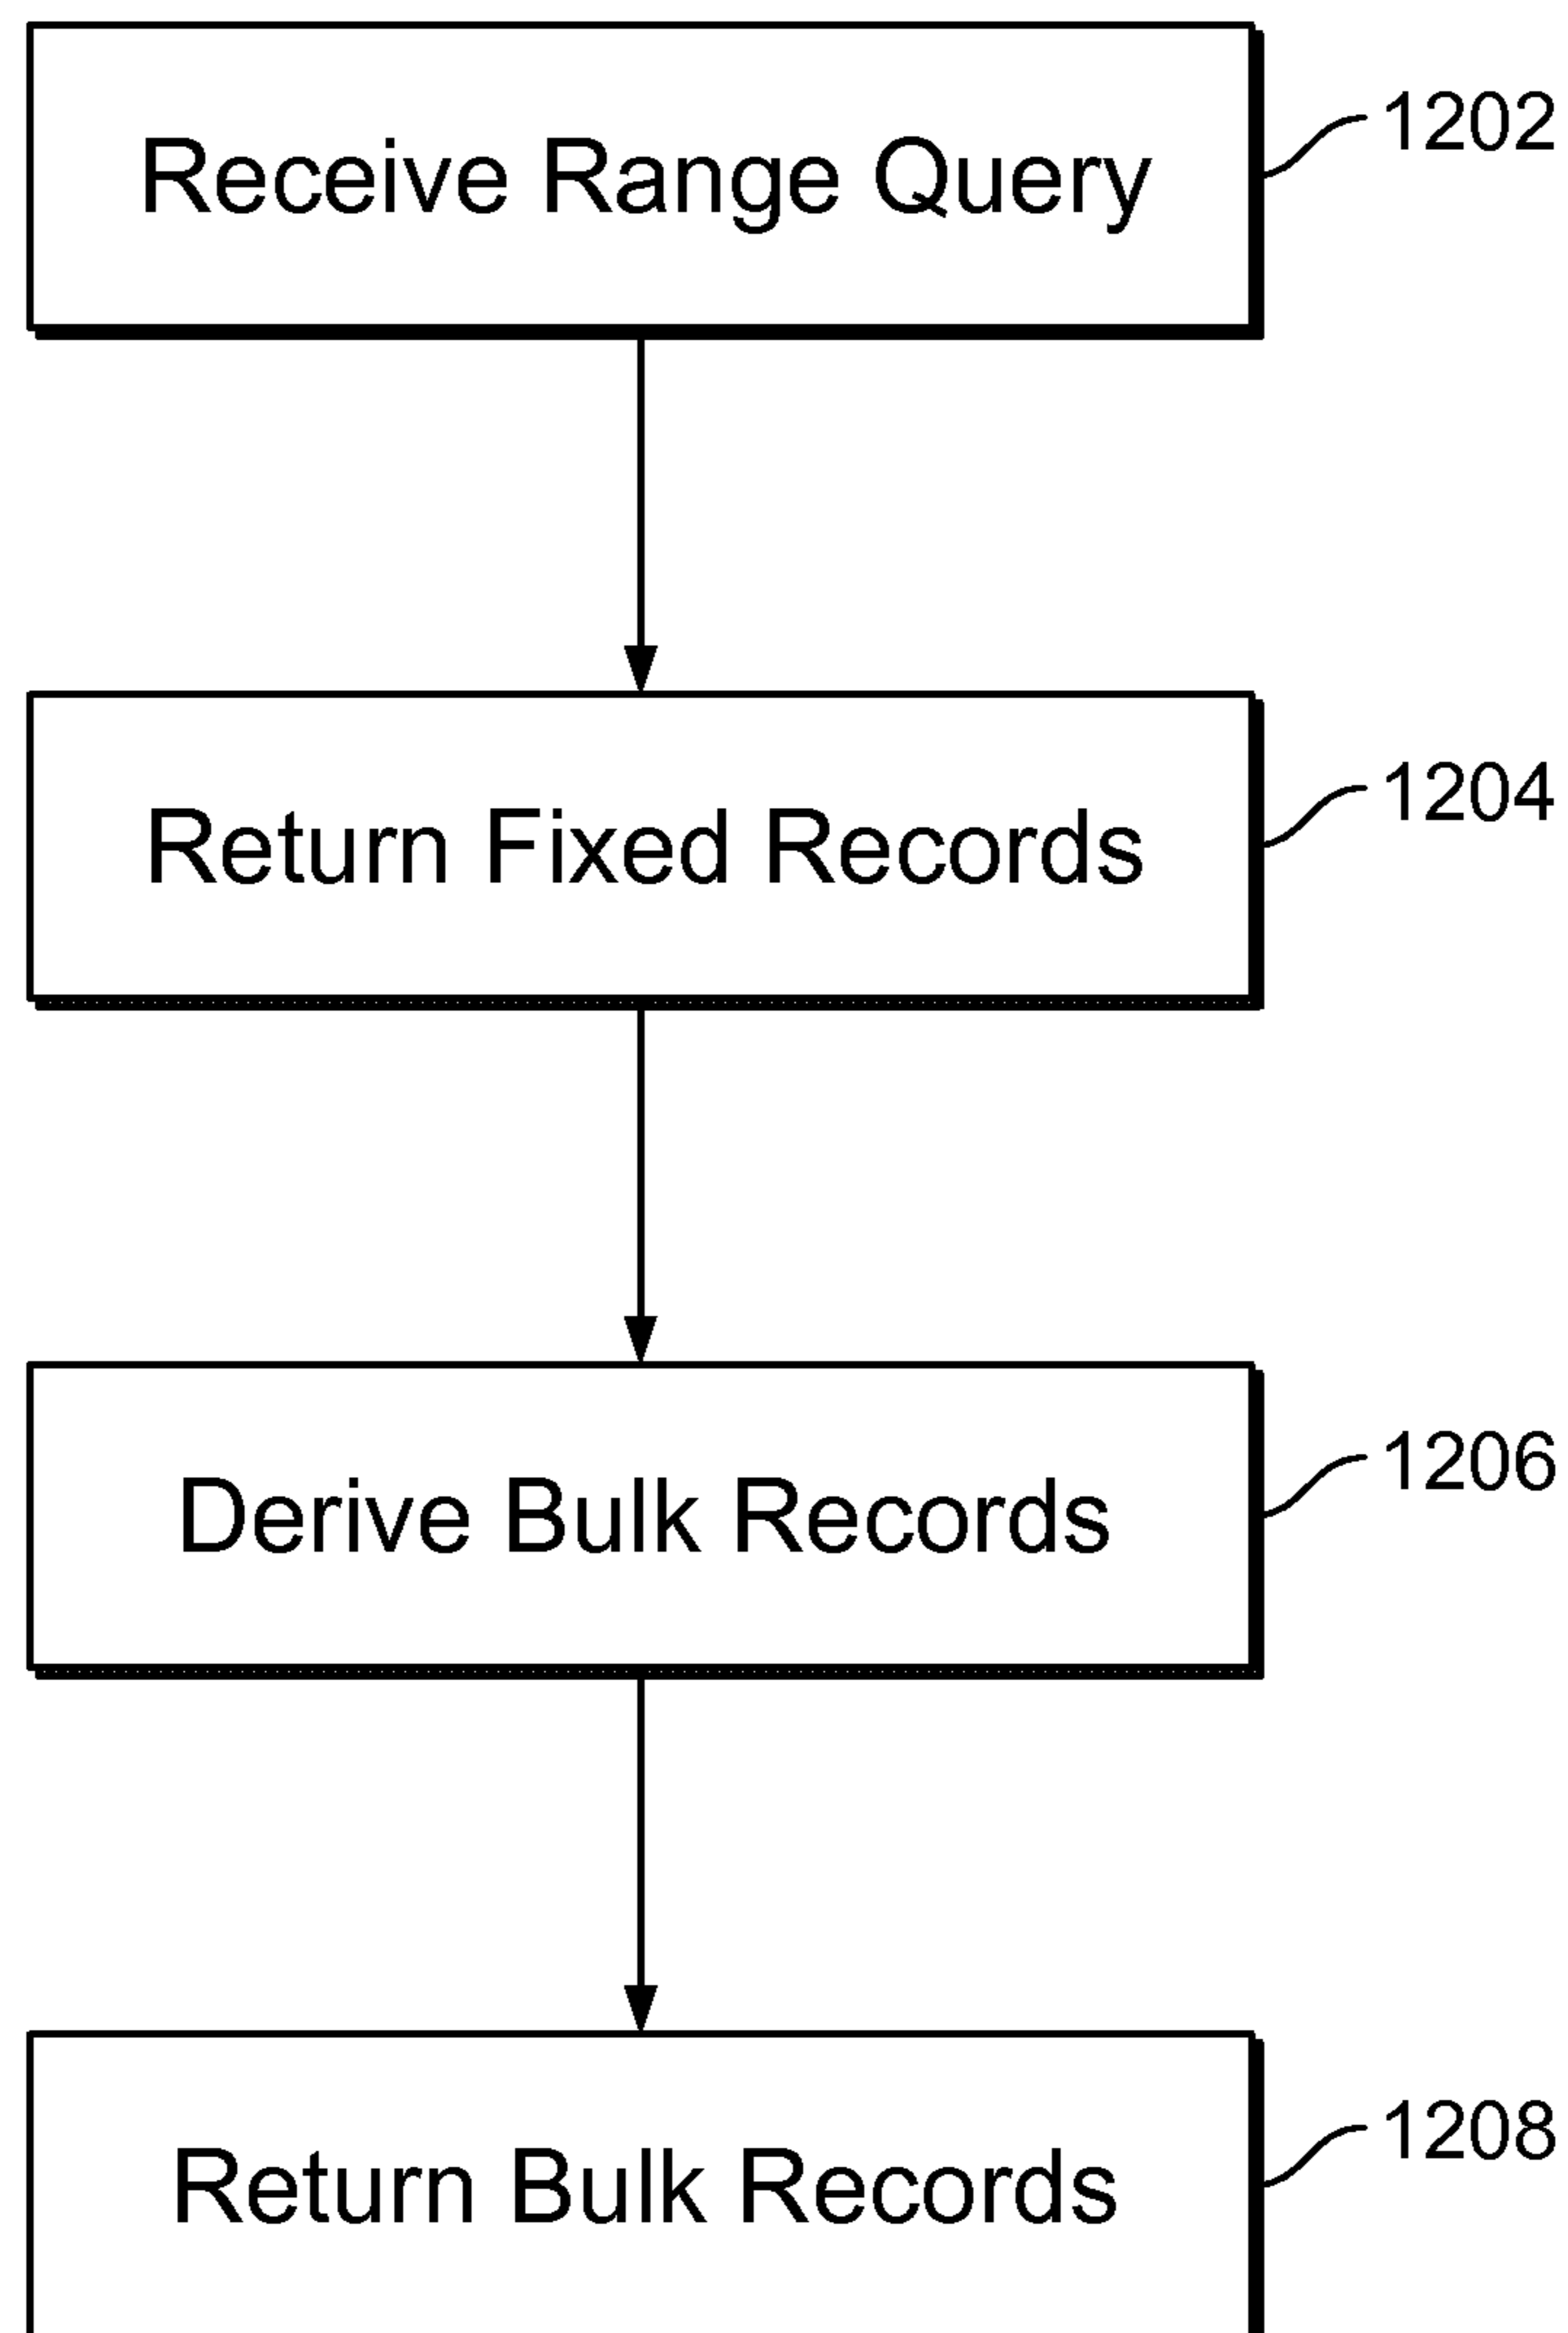 Receive Range Query
1202
Return Fixed Records
1204
Derive Bulk Records
1206
Return Bulk Records
1208